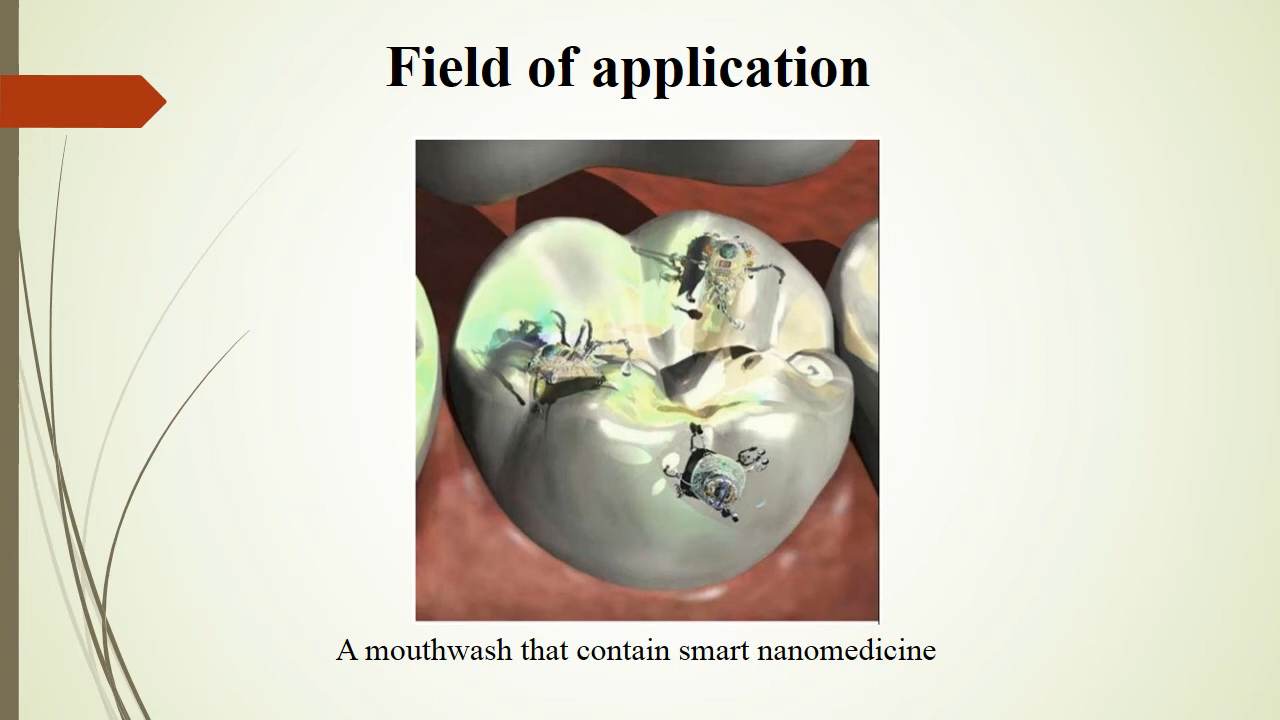 Field of application
A mouthwash that contain smart nanomedicine